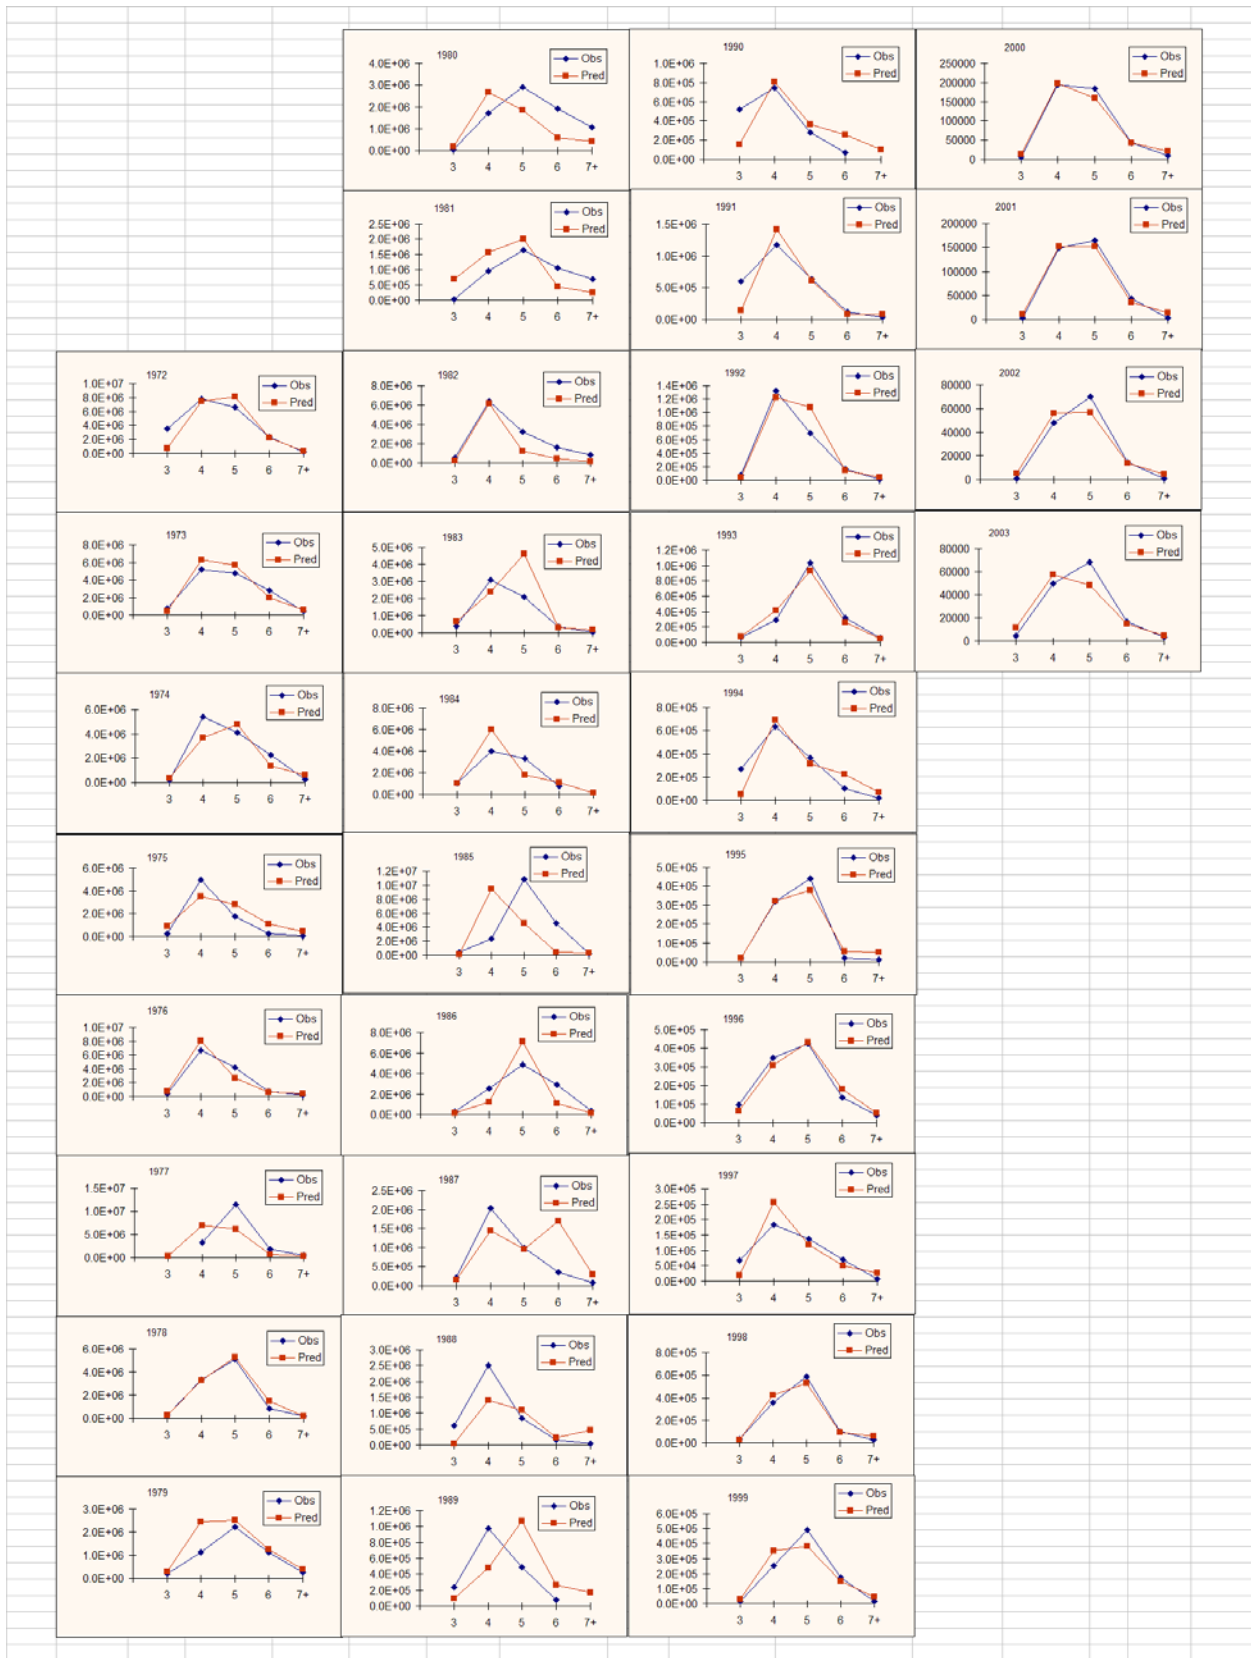 1972
Obs
Pred
1.0E+07
8.0E+06
6.0E+06
4.0E+06
2.0E+06
0.0E+00
3 4 5 6 7+
1973
Obs
Pred
8.0E+06
6.0E+06
4.0E+06
2.0E+06
0.0E+00
3 4 5 6 7+
1974
Obs
Pred
6.0E+06
4.0E+06
2.0E+06
0.0E+00
3 4 5 6 7+
1975
Obs
Pred
6.0E+06
4.0E+06
2.0E+06
0.0E+00
3 4 5 6 7+
1976
Obs
Pred
1.0E+07
8.0E+06
6.0E+06
4.0E+06
2.0E+06
0.0E+00
3 4 5 6 7+
1977
Obs
Pred
1.5E+07
1.0E+07
5.0E+06
0.0E+00
3 4 5 6 7+
1978
Obs
Pred
6.0E+06
4.0E+06
2.0E+06
0.0E+00
3 4 5 6 7+
1979
Obs
Pred
3.0E+06
2.0E+06
1.0E+06
0.0E+00
3 4 5 6 7+
1980
Obs
Pred
4.0E+06
3.0E+06
2.0E+06
1.0E+06
0.0E+00
3 4 5 6 7+
1981
Obs
Pred
2.5E+06
2.0E+06
1.5E+06
1.0E+06
5.0E+05
0.0E+00
3 4 5 6 7+
1982
Obs
Pred
8.0E+06
6.0E+06
4.0E+06
2.0E+06
0.0E+00
3 4 5 6 7+
1983
Obs
Pred
5.0E+06
4.0E+06
3.0E+06
2.0E+06
1.0E+06
0.0E+00
3 4 5 6 7+
1984
Obs
Pred
8.0E+06
6.0E+06
4.0E+06
2.0E+06
0.0E+00
3 4 5 6 7+
1985
Obs
Pred
1.2E+07
1.0E+07
8.0E+06
6.0E+06
4.0E+06
2.0E+06
0.0E+00
3 4 5 6 7+
1986
Obs
Pred
8.0E+06
6.0E+06
4.0E+06
2.0E+06
0.0E+00
3 4 5 6 7+
1987
Obs
Pred
2.5E+06
2.0E+06
1.5E+06
1.0E+06
5.0E+05
0.0E+00
3 4 5 6 7+
1988
Obs
Pred
3.0E+06
2.5E+06
2.0E+06
1.5E+06
1.0E+06
5.0E+05
0.0E+00
3 4 5 6 7+
1989
Obs
Pred
1.2E+06
1.0E+06
8.0E+05
6.0E+05
4.0E+05
2.0E+05
0.0E+00
3 4 5 6 7+
1990
Obs
Pred
1.0E+06
8.0E+05
6.0E+05
4.0E+05
2.0E+05
0.0E+00
3 4 5 6 7+
1991
Obs
Pred
1.5E+06
1.0E+06
5.0E+05
0.0E+00
3 4 5 6 7+
1992
Obs
Pred
1.4E+06
1.2E+06
1.0E+06
8.0E+05
6.0E+05
4.0E+05
2.0E+05
0.0E+00
3 4 5 6 7+
1993
Obs
Pred
1.2E+06
1.0E+06
8.0E+05
6.0E+05
4.0E+05
2.0E+05
0.0E+00
3 4 5 6 7+
1994
Obs
Pred
8.0E+05
6.0E+05
4.0E+05
2.0E+05
0.0E+00
3 4 5 6 7+
1995
Obs
Pred
5.0E+05
4.0E+05
3.0E+05
2.0E+05
1.0E+05
0.0E+00
3 4 5 6 7+
1996
Obs
Pred
5.0E+05
4.0E+05
3.0E+05
2.0E+05
1.0E+05
0.0E+00
3 4 5 6 7+
1997
Obs
Pred
3.0E+05
2.5E+05
2.0E+05
1.5E+05
1.0E+05
5.0E+04
0.0E+00
3 4 5 6 7+
1998
Obs
Pred
8.0E+05
6.0E+05
4.0E+05
2.0E+05
0.0E+00
3 4 5 6 7+
1999
Obs
Pred
6.0E+05
5.0E+05
4.0E+05
3.0E+05
2.0E+05
1.0E+05
0.0E+00
3 4 5 6 7+
2000
Obs
Pred
250000
200000
150000
100000
50000
0
3 4 5 6 7+
2001
Obs
Pred
200000
150000
100000
50000
0
3 4 5 6 7+
2002
Obs
Pred
80000
60000
40000
20000
0
3 4 5 6 7+
2003
Obs
Pred
80000
60000
40000
20000
0
3 4 5 6 7+